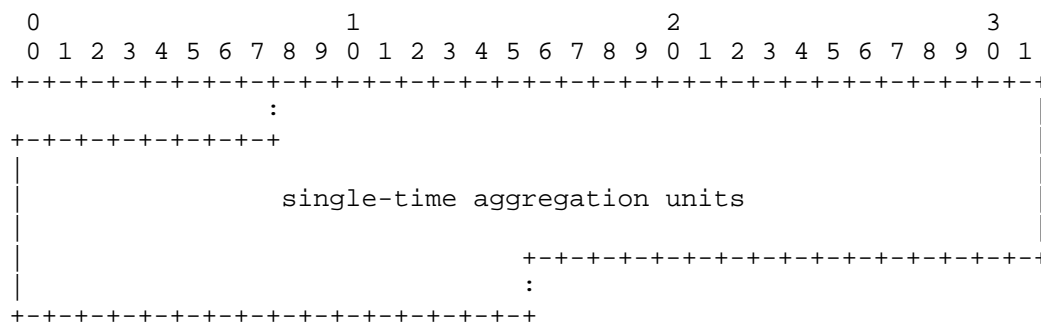 0                   1                   2                   3
 0 1 2 3 4 5 6 7 8 9 0 1 2 3 4 5 6 7 8 9 0 1 2 3 4 5 6 7 8 9 0 1
+-+-+-+-+-+-+-+-+-+-+-+-+-+-+-+-+-+-+-+-+-+-+-+-+-+-+-+-+-+-+-+-+
                :                                               |
+-+-+-+-+-+-+-+-+                                               |
|                                                               |
|                single-time aggregation units                  |
|                                                               |
|                               +-+-+-+-+-+-+-+-+-+-+-+-+-+-+-+-+
|                               :
+-+-+-+-+-+-+-+-+-+-+-+-+-+-+-+-+